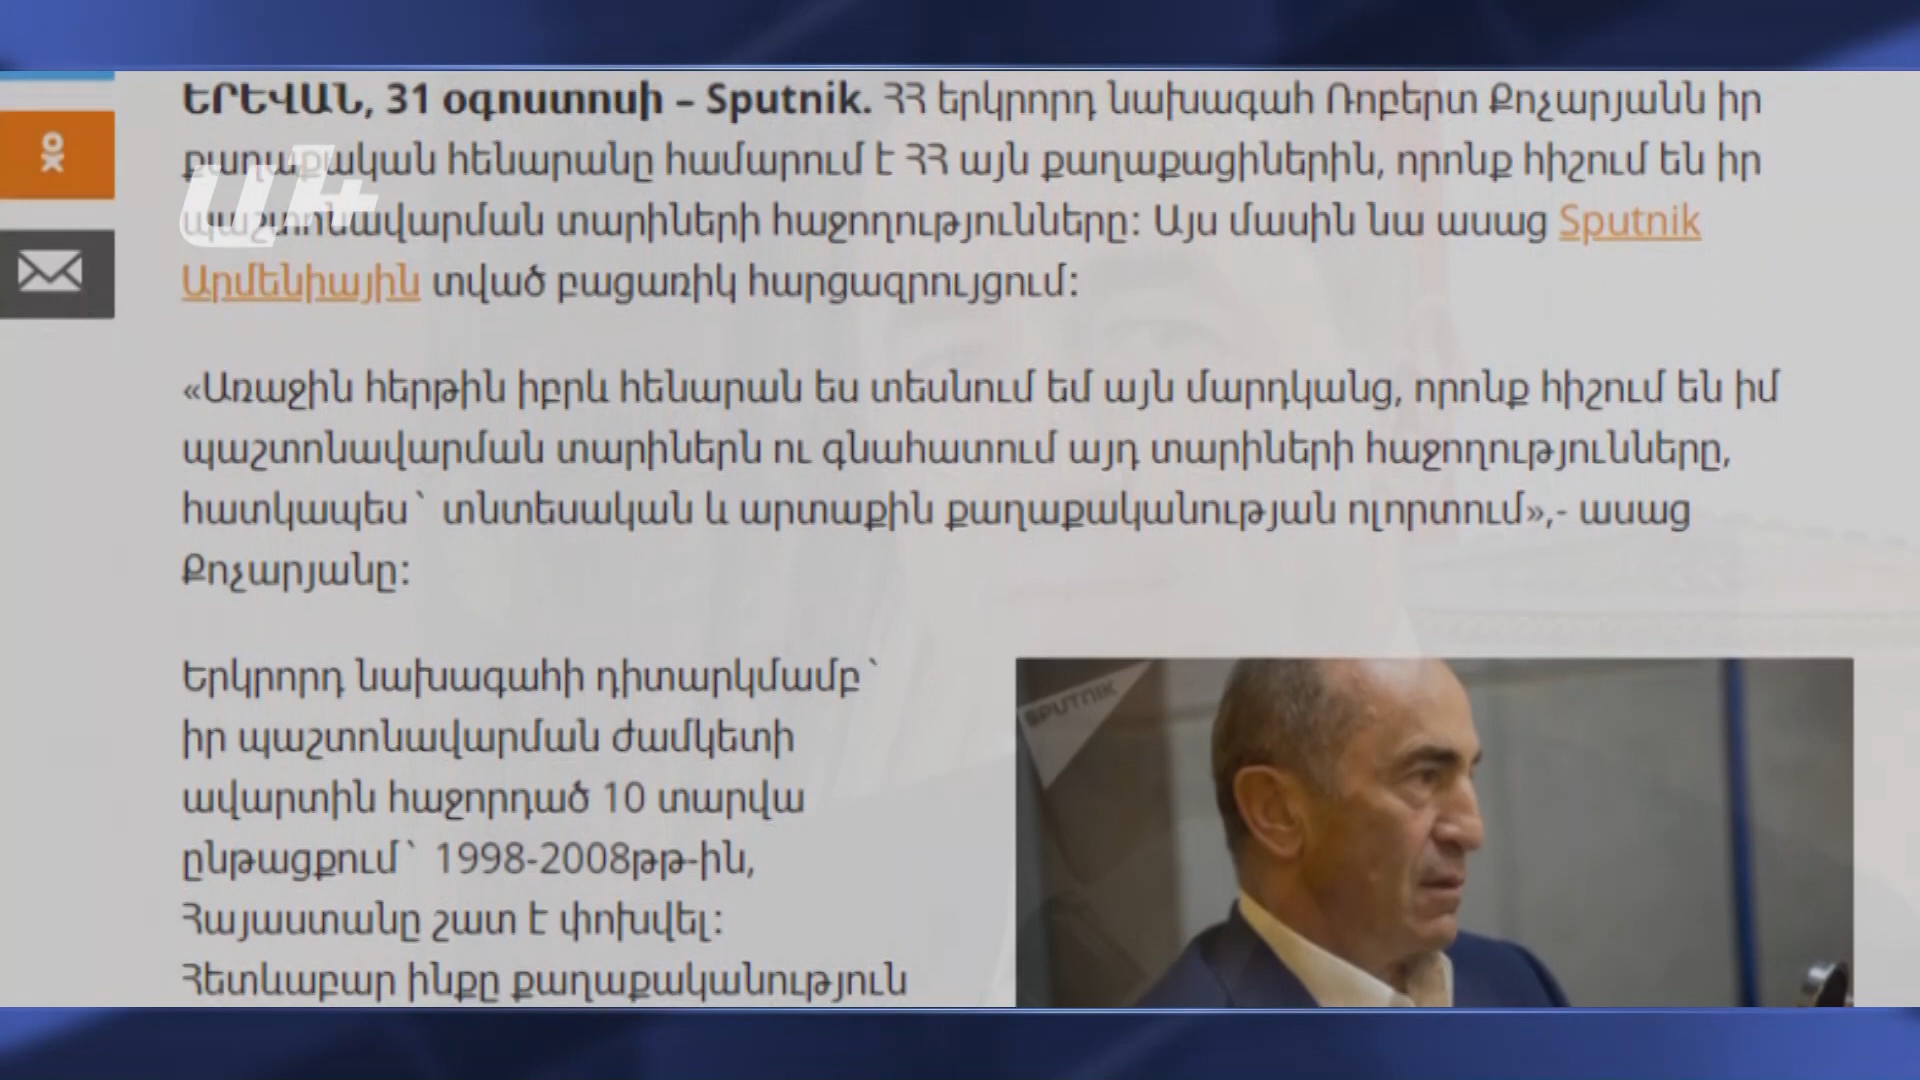 ԵՐԵՎԱՆ, 31 օգոստոսի – Sputnik. ՀՀ երկրորդ նախագահ Ռոբերտ Քոչարյանն իր
քաղաքական հենարանը համարում է ՀՀ այն քաղաքացիներին, որոնք հիշում են իր
պաշտոնավարման տարիների հաջողությունները: Այս մասին նա ասաց Sputnik
Արմենիային տված բացառիկ հարցազրույցում:
«Առաջին հերթին իբրև հենարան ես տեսնում եմ այն մարդկանց, որոնք հիշում են իմ
պաշտոնավարման տարիներն ու գնահատում այդ տարիների հաջողությունները,
հատկապես` տնտեսական և արտաքին քաղաքականության ոլորտում»,- ասաց
Քոչարյանը:
Երկրորդ նախագահի դիտարկմամբ`
իր պաշտոնավարման ժամկետի
ավարտին հաջորդած 10 տարվա
ընթացքում` 1998-2008թթ-ին,
Հայաստանը շատ է փոխվել:
Հետևաբար ինքը քաղաքականություն
SPUTNIK